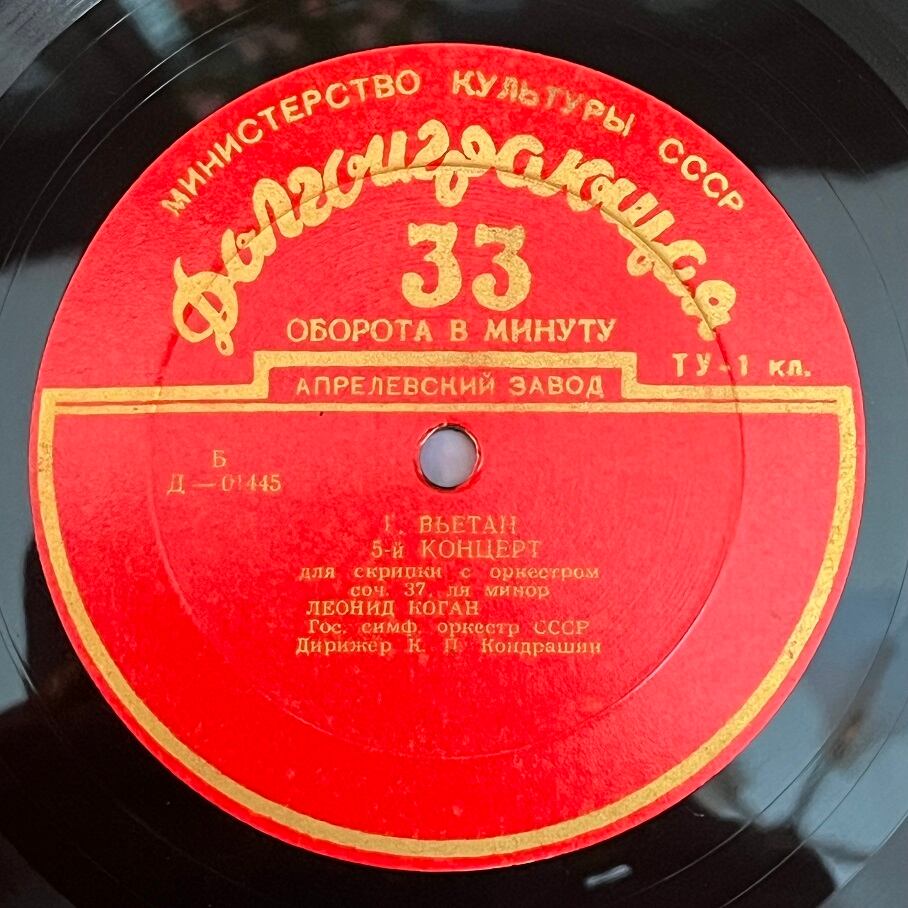 МИНИСТЕРСТВО КУЛЬТУРЫ СССР
Долгоиграющая
33
ОБОРОТА В МИНУТУ
ТУ-1 кл.
АПРЕЛЕВСКИЙ ЗАВОД
Б
Д — 01445
Г. ВЬЕТАН
5-й КОНЦЕРТ
для скрипки с оркестром
соч. 37, ля минор
ЛЕОНИД КОГАН
Гос. симф. оркестр СССР
Дирижер К. П. Кондрашин